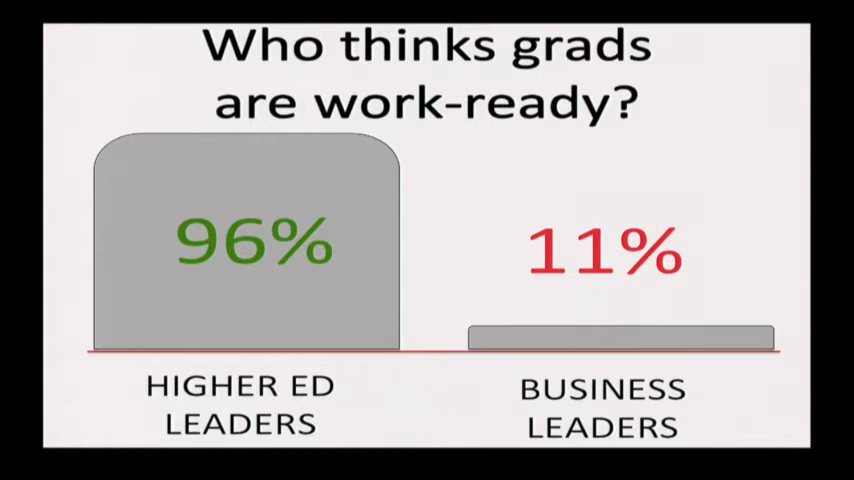 Who thinks grads
are work-ready?
96%
11%
HIGHER ED
LEADERS
BUSINESS
LEADERS